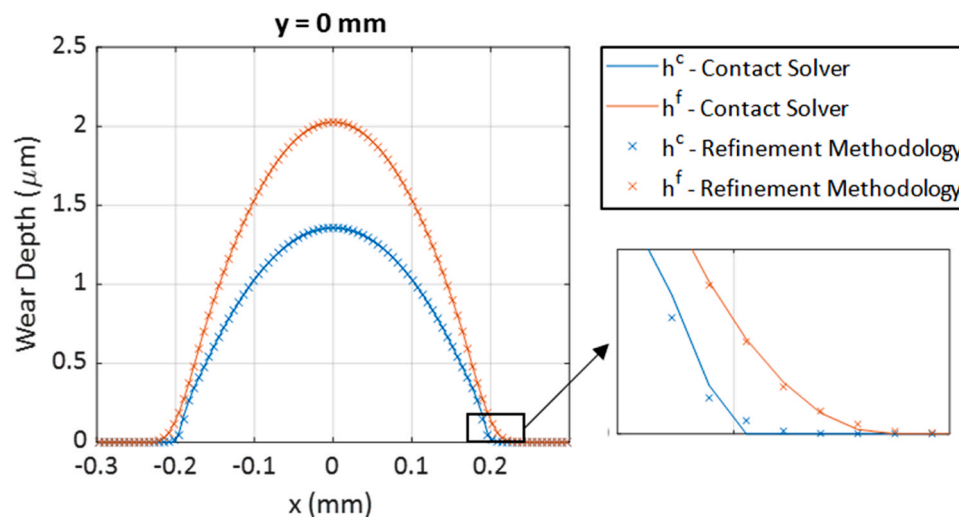 y = 0 mm
2.5
2
1.5
1
0.5
0
Wear Depth (μm)
-0.3 -0.2 -0.1 0 0.1 0.2
x (mm)
h^c - Contact Solver
h^f - Contact Solver
h^c - Refinement Methodology
h^f - Refinement Methodology